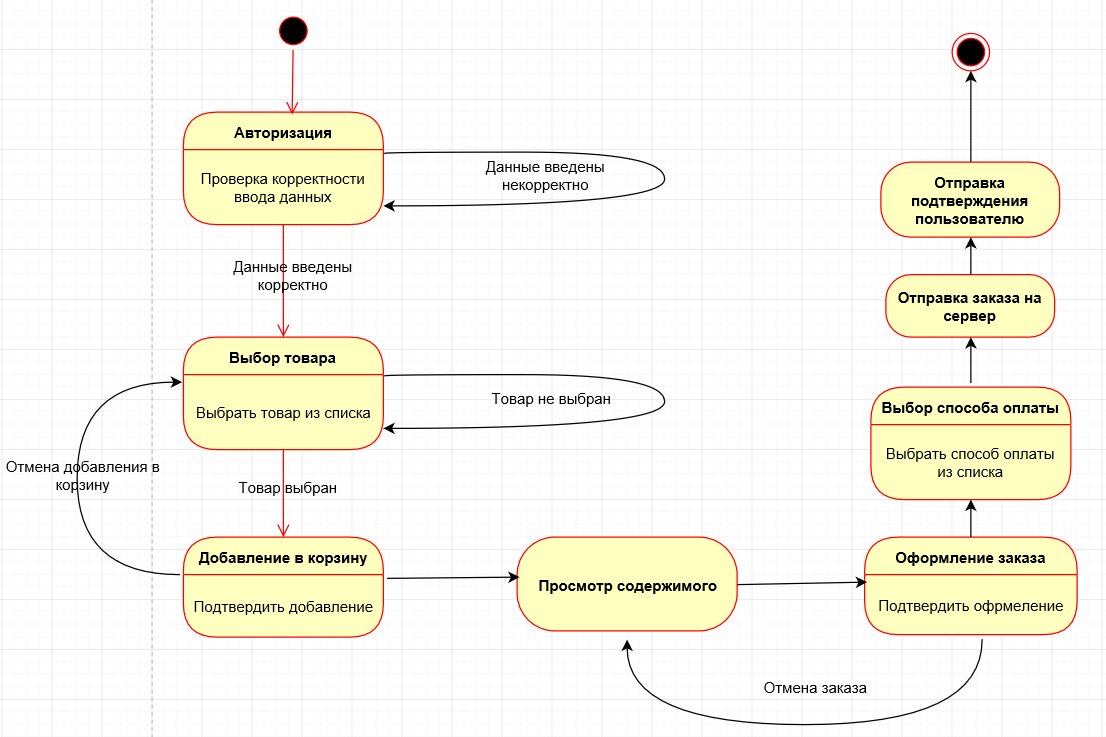 Авторизация
Проверка корректности
ввода данных
Данные введены
некорректно
Данные введены
корректно
Выбор товара
Выбрать товар из списка
Товар не выбран
Отмена добавления в
корзину
Товар выбран
Добавление в корзину
Подтвердить добавление
Просмотр содержимого
Оформление заказа
Подтвердить офрмеление
Отмена заказа
Выбор способа оплаты
Выбрать способ оплаты
из списка
Отправка заказа на
сервер
Отправка
подтверждения
пользователю